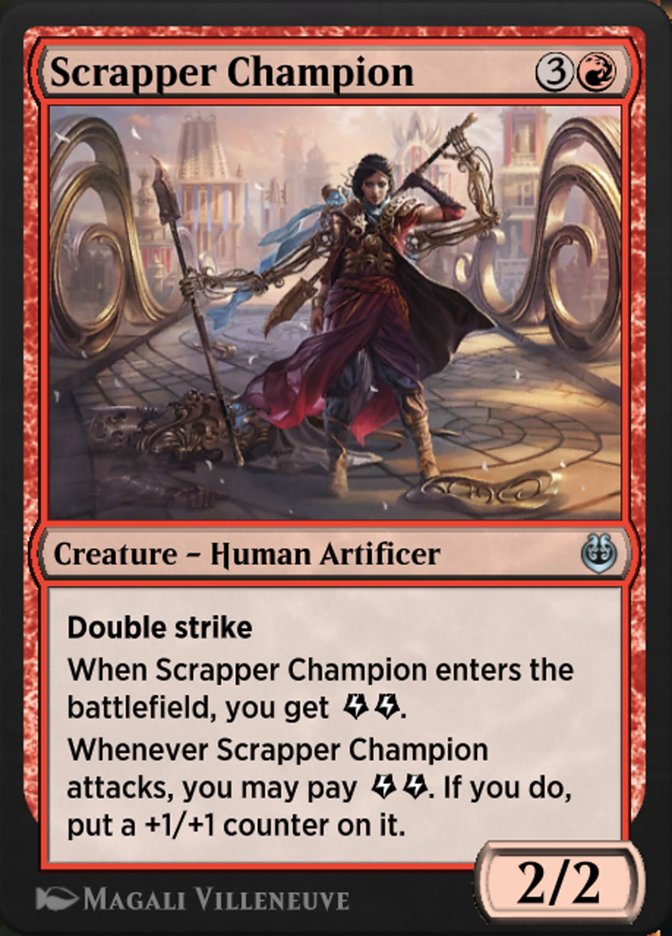 Scrapper Champion 3
Creature – Human Artificer
Double strike
When Scrapper Champion enters the
battlefield, you get ⚡⚡.
Whenever Scrapper Champion
attacks, you may pay ⚡⚡. If you do,
put a +1/+1 counter on it.
2/2
MAGALI VILLENEUVE